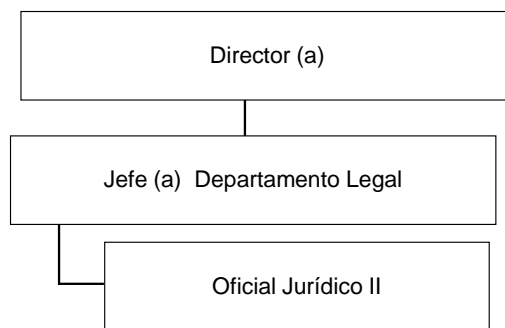 Director (a)
Jefe (a) Departamento Legal
Oficial Jurídico II